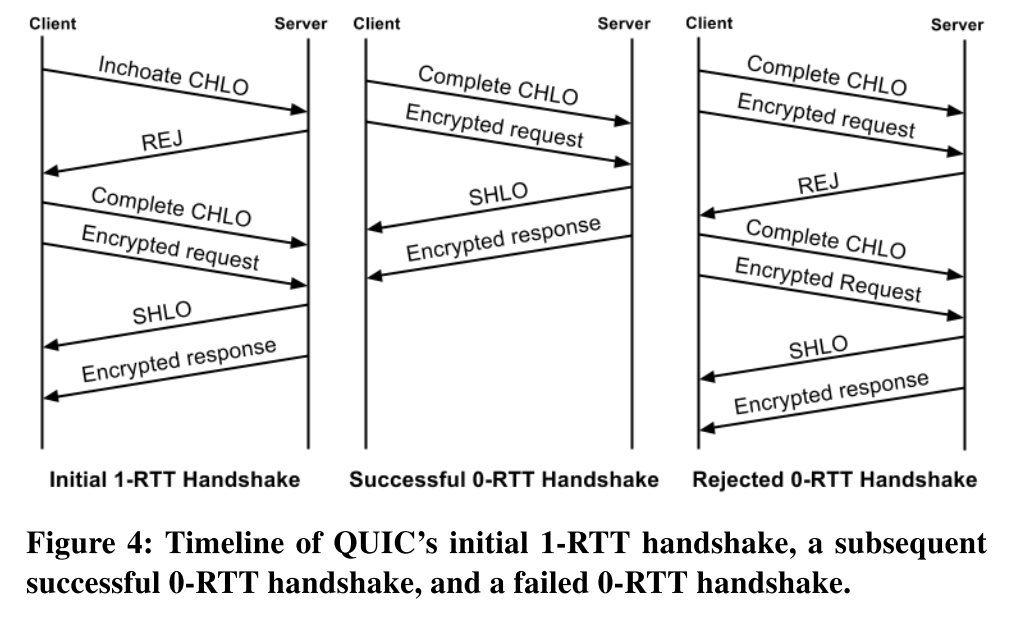 Client
Server
Inchoate CHLO
REJ
Complete CHLO
Encrypted request
SHLO
Encrypted response
Initial 1-RTT Handshake
Client
Server
Complete CHLO
Encrypted request
SHLO
Encrypted response
Successful 0-RTT Handshake
Client
Server
Complete CHLO
Encrypted request
REJ
Complete CHLO
Encrypted Request
SHLO
Encrypted response
Rejected 0-RTT Handshake
Figure 4: Timeline of QUIC's initial 1-RTT handshake, a subsequent
successful 0-RTT handshake, and a failed 0-RTT handshake.